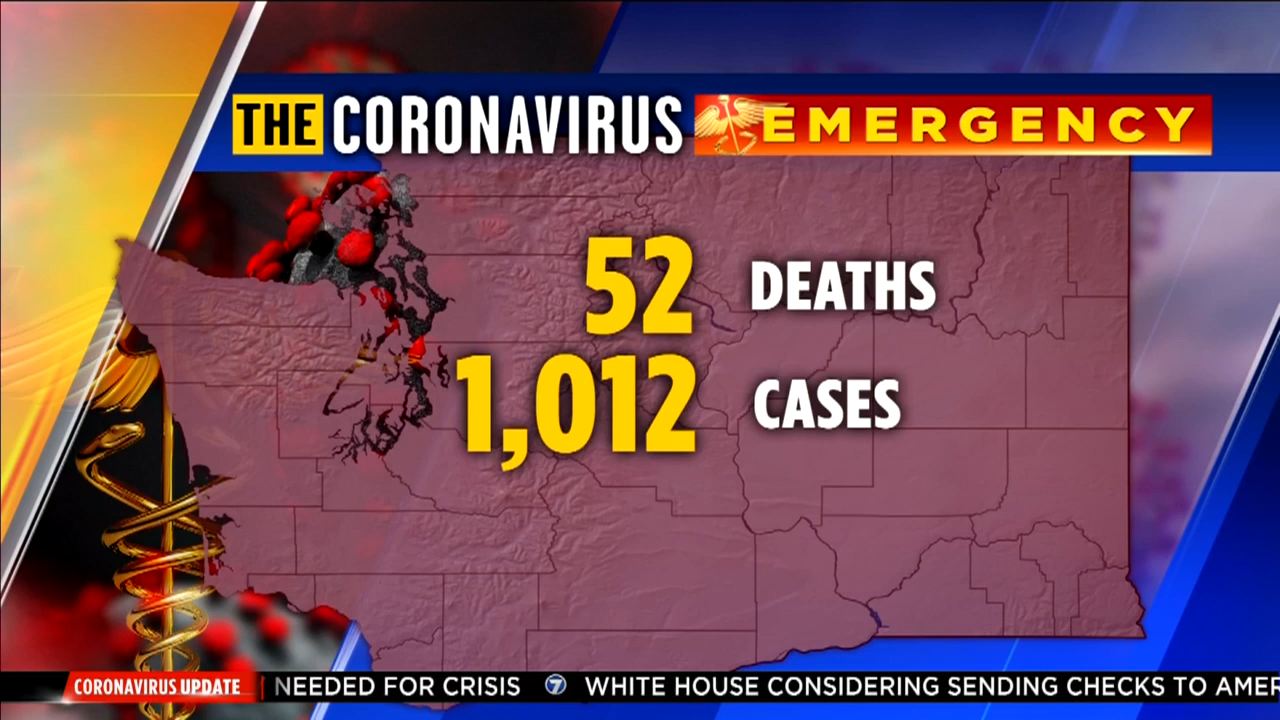 THE CORONAVIRUS EMERGENCY
52 DEATHS
1,012 CASES
CORONAVIRUS UPDATE NEEDED FOR CRISIS 7 WHITE HOUSE CONSIDERING SENDING CHECKS TO AMER